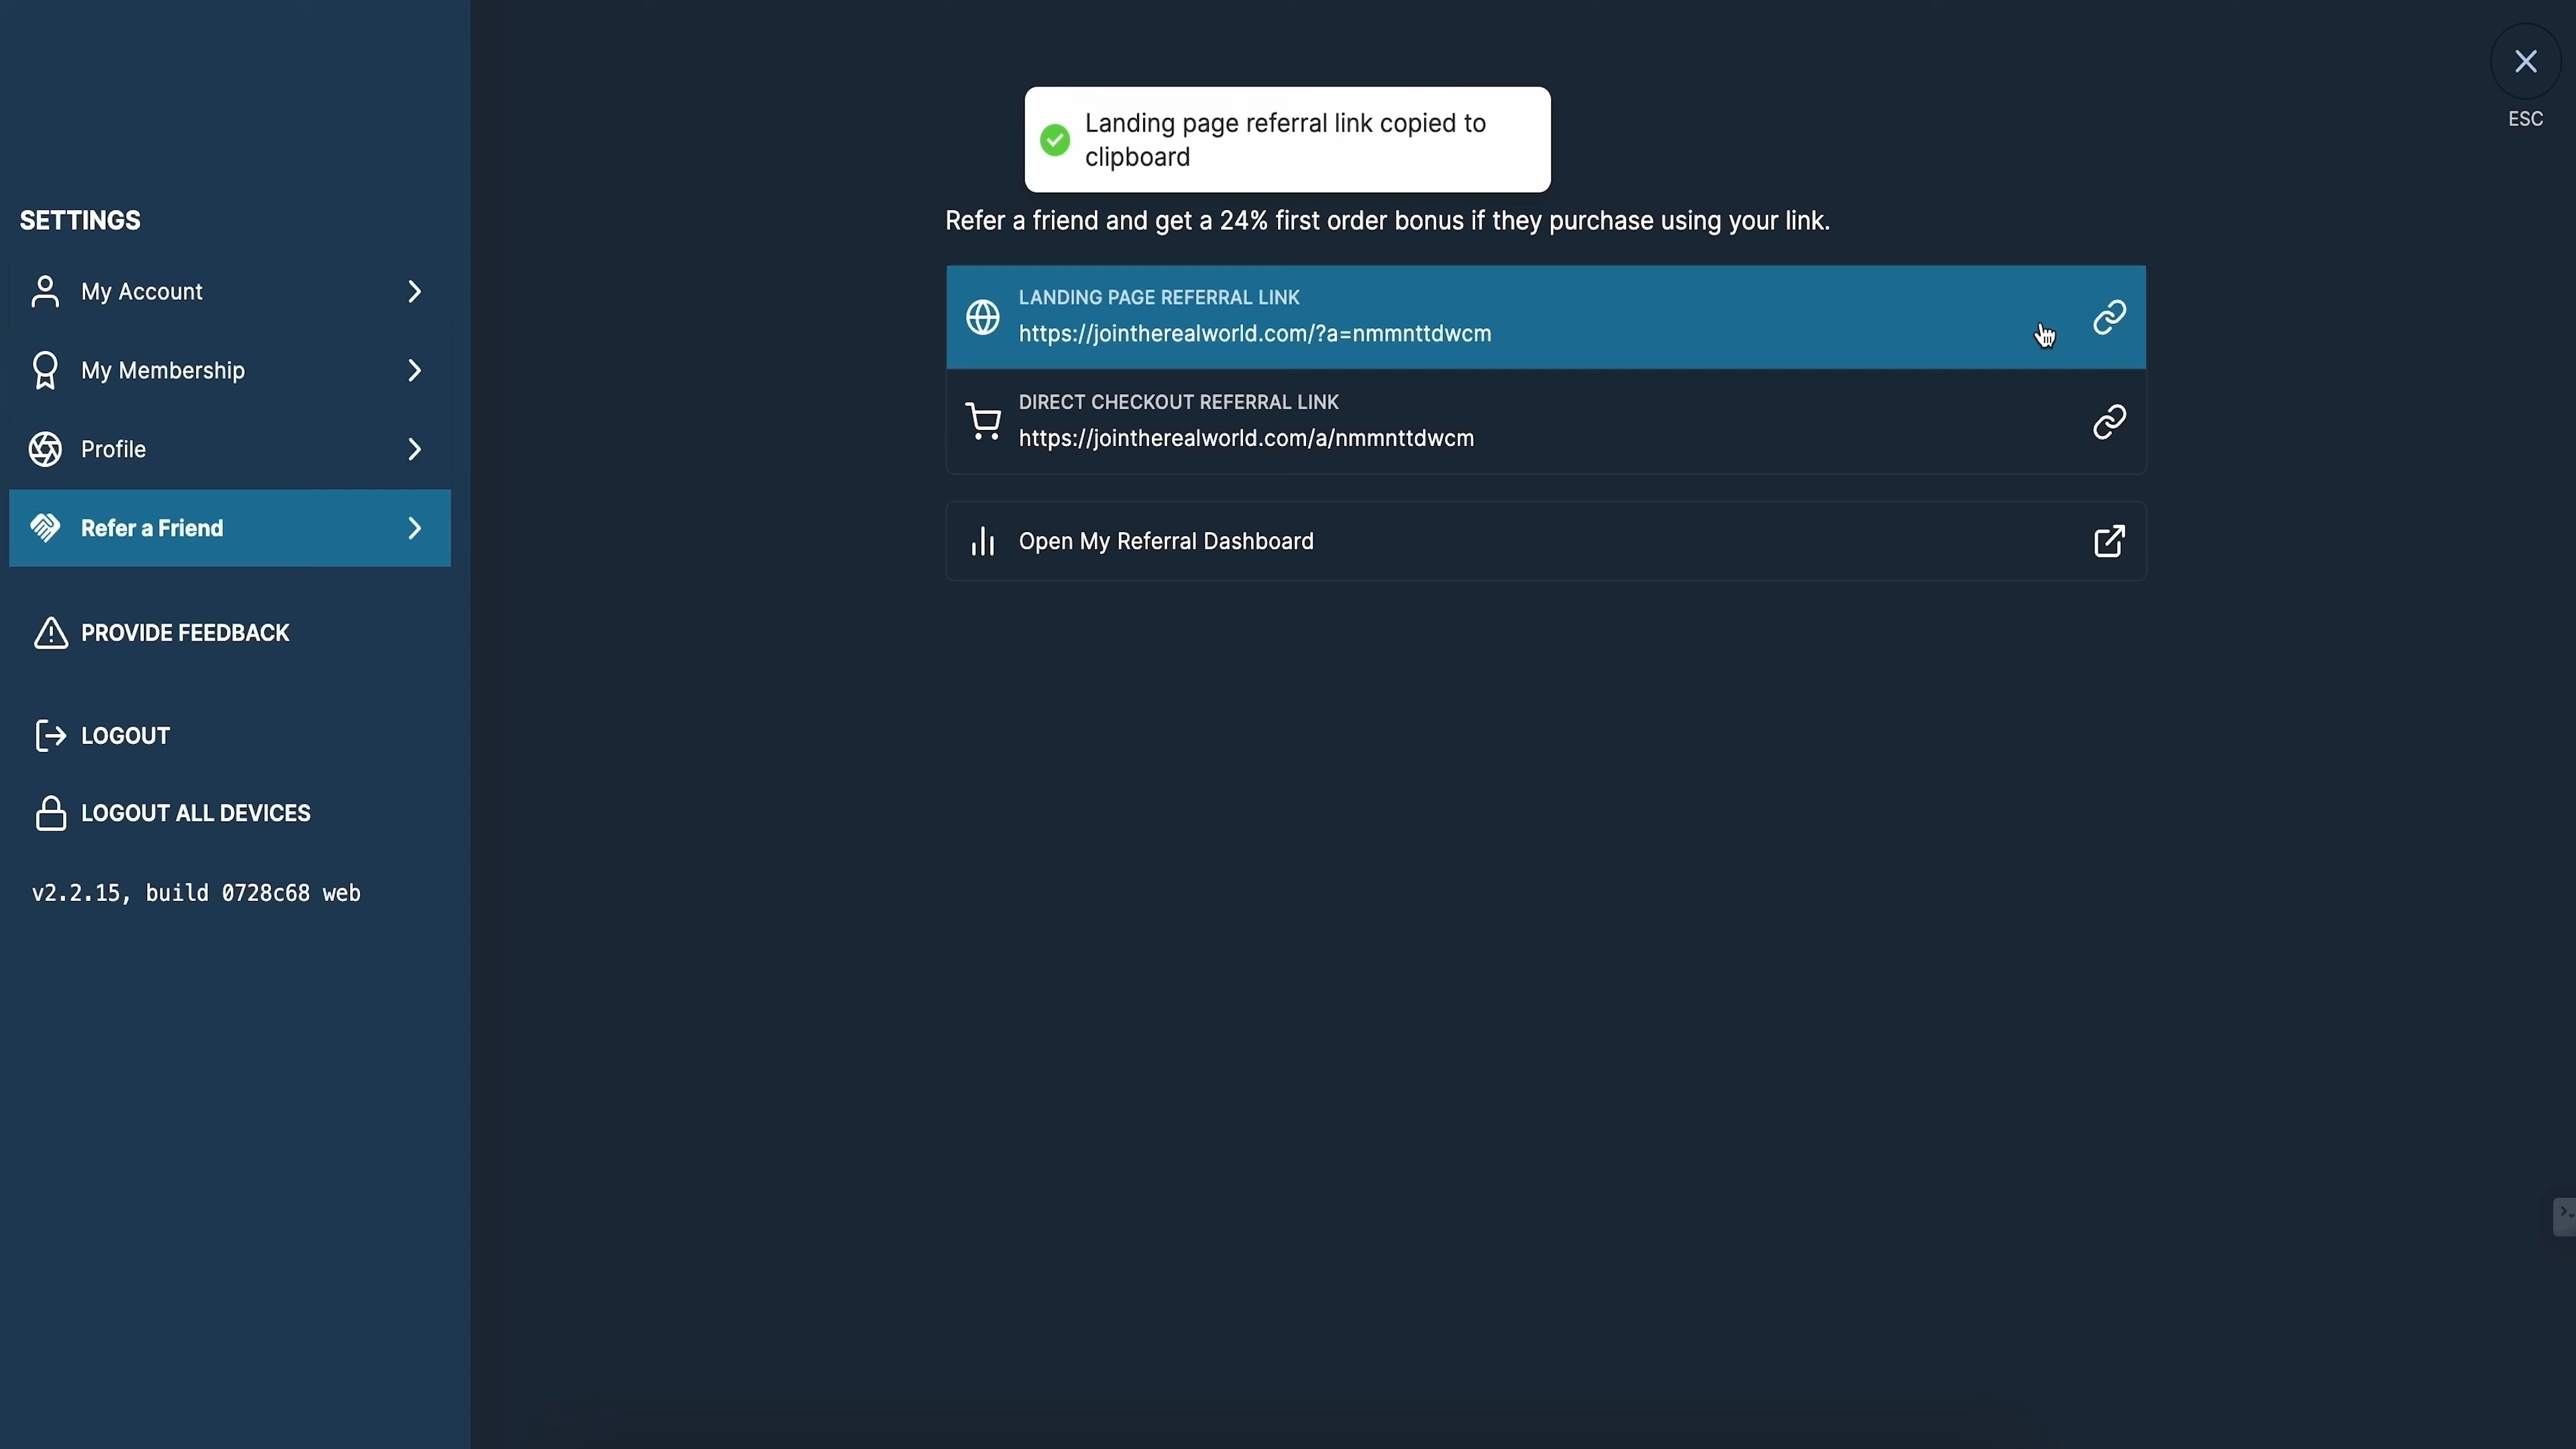 ESC
Landing page referral link copied to
clipboard
SETTINGS
My Account
My Membership
Profile
Refer a Friend
PROVIDE FEEDBACK
LOGOUT
LOGOUT ALL DEVICES
v2.2.15, build 0728c68 web
Refer a friend and get a 24% first order bonus if they purchase using your link.
LANDING PAGE REFERRAL LINK
https://jointherealworld.com/?a=nmmnttdwcm
DIRECT CHECKOUT REFERRAL LINK
https://jointherealworld.com/a/nmmnttdwcm
Open My Referral Dashboard